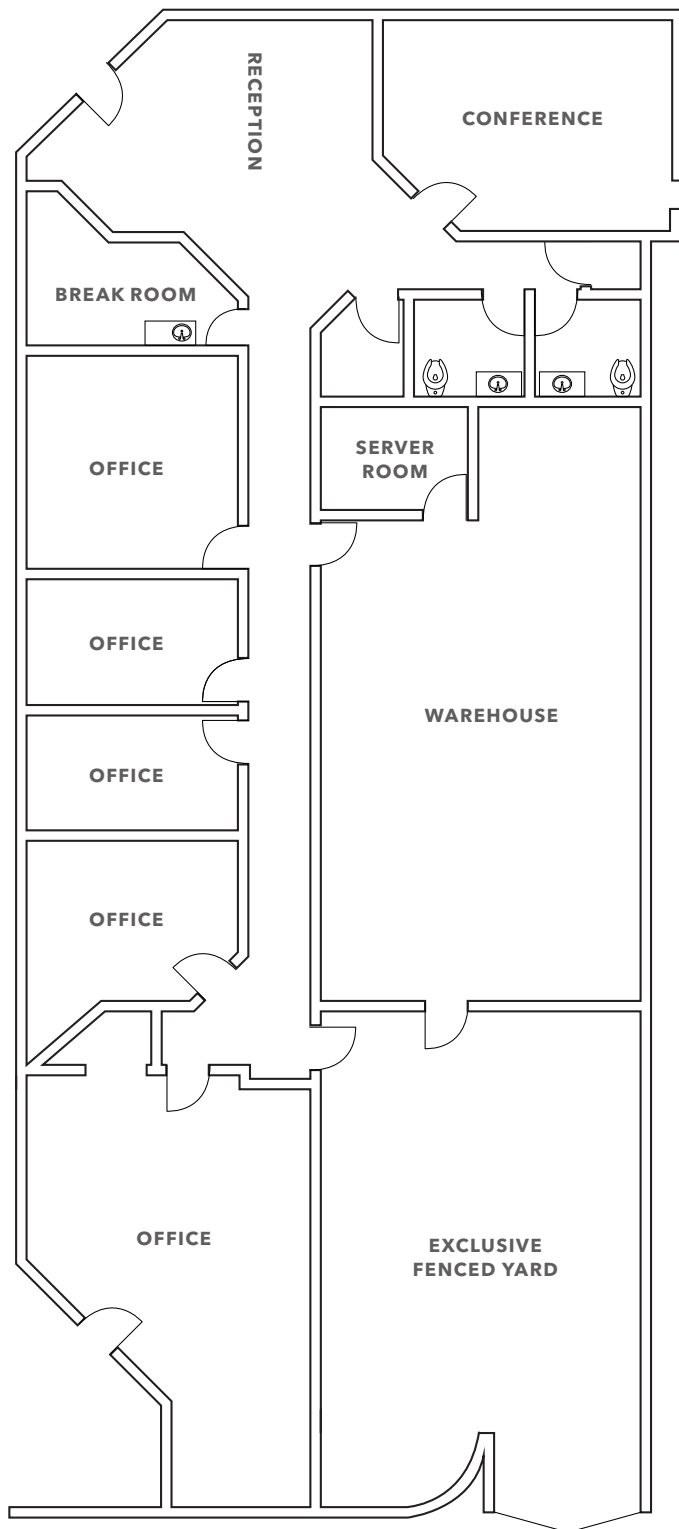 RECEPTION
CONFERENCE
BREAK ROOM
OFFICE
SERVER
ROOM
OFFICE
WAREHOUSE
OFFICE
OFFICE
OFFICE
EXCLUSIVE
FENCED YARD